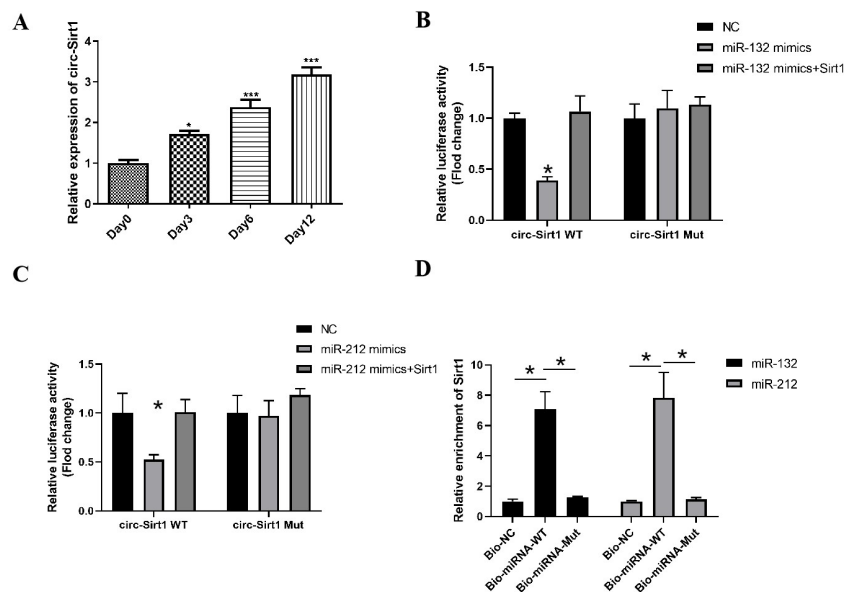 A
Relative expression of circ-Sirt1
4
3
2
1
0
*
***
***
Day0
Day3
Day6
Day12
B
NC
miR-132 mimics
miR-132 mimics+Sirt1
Relative luciferase activity
(Flod change)
1.5
1.0
0.5
0.0
*
circ-Sirt1 WT
circ-Sirt1 Mut
C
NC
miR-212 mimics
miR-212 mimics+Sirt1
Relative luciferase activity
(Flod change)
1.5
1.0
0.5
0.0
*
circ-Sirt1 WT
circ-Sirt1 Mut
D
miR-132
miR-212
Relative enrichment of Sirt1
10
8
6
4
2
0
*
*
*
*
Bio-NC
Bio-miRNA-WT
Bio-miRNA-Mut
Bio-NC
Bio-miRNA-WT
Bio-miRNA-Mut